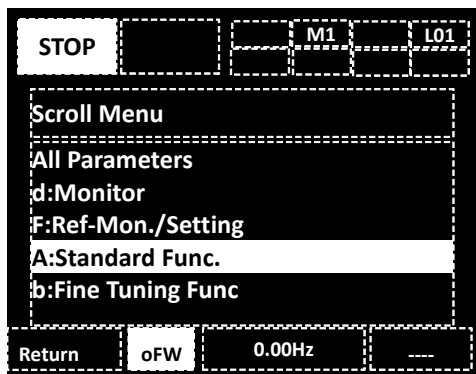 STOP M1 L01
Scroll Menu
All Parameters
d:Monitor
F:Ref-Mon./Setting
A:Standard Func.
b:Fine Tuning Func
Return oFW 0.00Hz ----